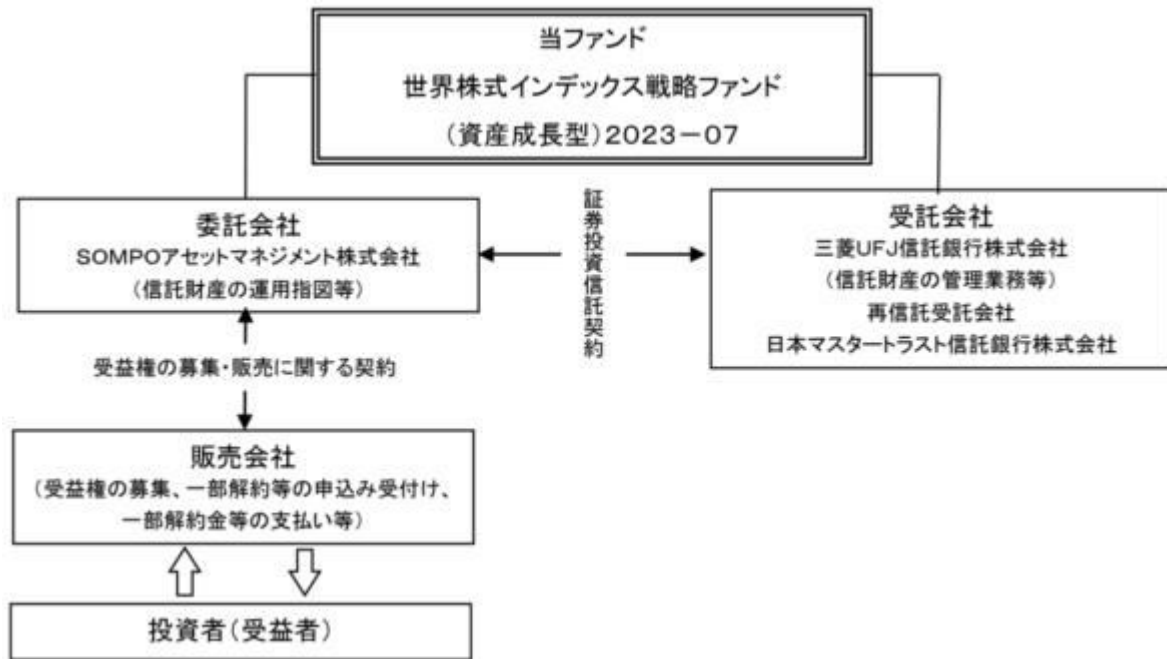 当ファンド
世界株式インデックス戦略ファンド
(資産成長型)2023-07
委託会社
SOMPOアセットマネジメント株式会社
(信託財産の運用指図等)
証券投資信託契約
受託会社
三菱UFJ信託銀行株式会社
(信託財産の管理業務等)
再信託受託会社
日本マスタートラスト信託銀行株式会社
受益権の募集・販売に関する契約
販売会社
(受益権の募集、一部解約等の申込み受付け、
一部解約金等の支払い等)
投資者(受益者)